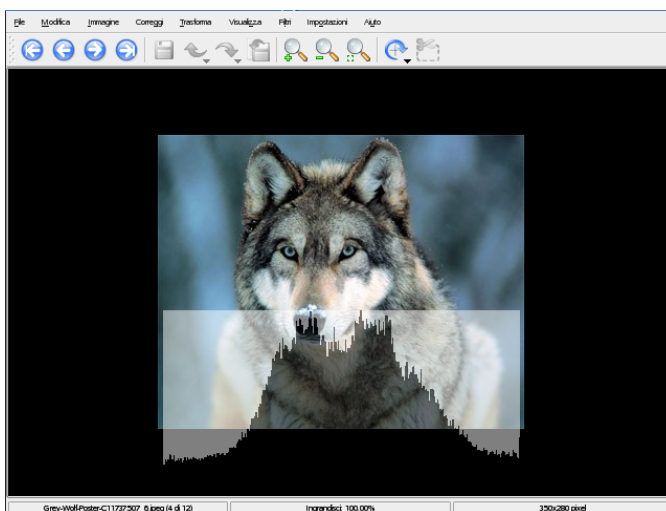 File Modifica Immagine Correggi Trasforma Visualizza Filtri Impostazioni Aiuto
Grey-Wolf-Poster-C11737507_6.jpeg (4 di 12) Ingrandisci 100.00% 350x280 pixel